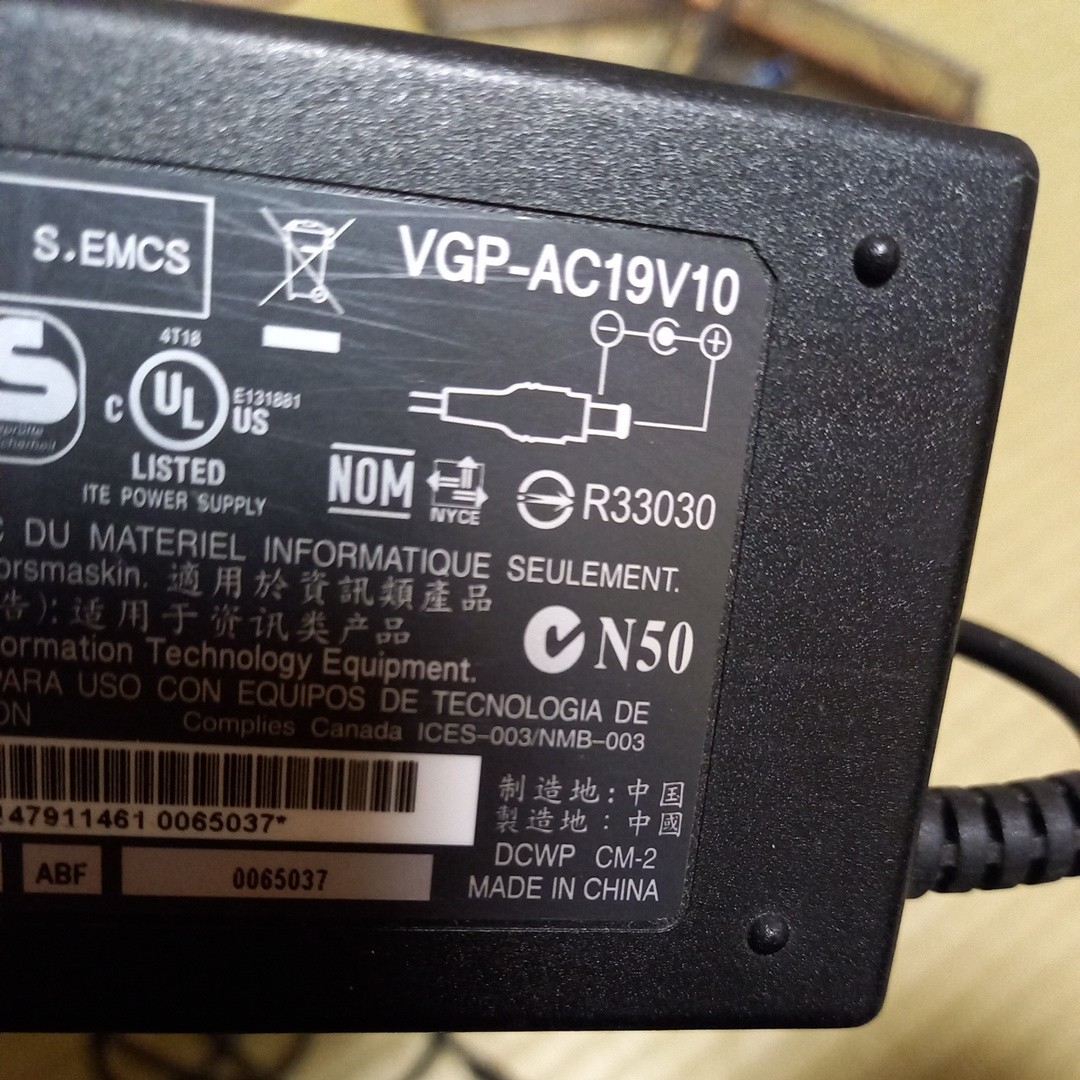 S.EMCS
VGP-AC19V10
4T18
C UL US
E131881
S
LISTED
ITE POWER SUPPLY
NOM
NYCE
R33030
DU MATERIEL INFORMATIQUE SEULEMENT.
orsmaskin. 適用於資訊類產品
告):适用于资讯类产品
N50
ormation Technology Equipment.
PARA USO CON EQUIPOS DE TECNOLOGIA DE
ON
Complies Canada ICES-003/NMB-003
47911461 0065037*
制造地:中国
製造地:中國
ABF
0065037
DCWP CM-2
MADE IN CHINA